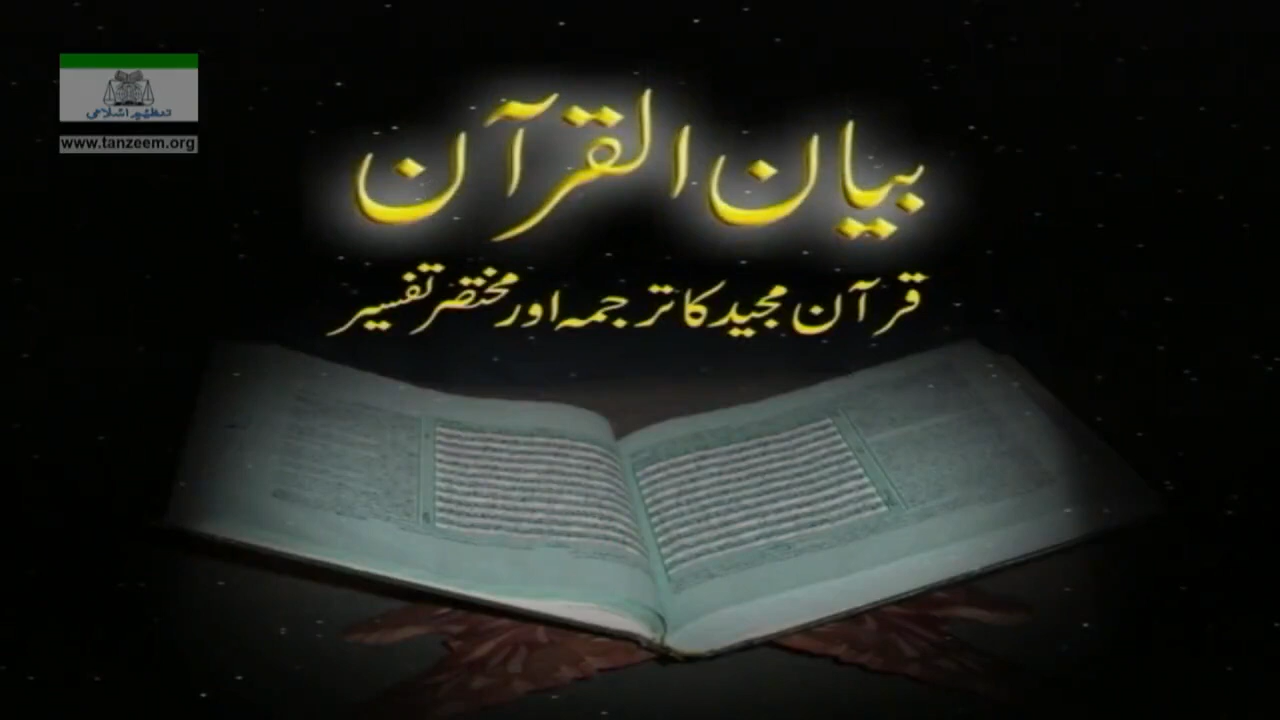 تنظیم اسلامی
www.tanzeem.org
بیان القرآن
قرآن مجید کا ترجمہ اور مختصر تفسیر